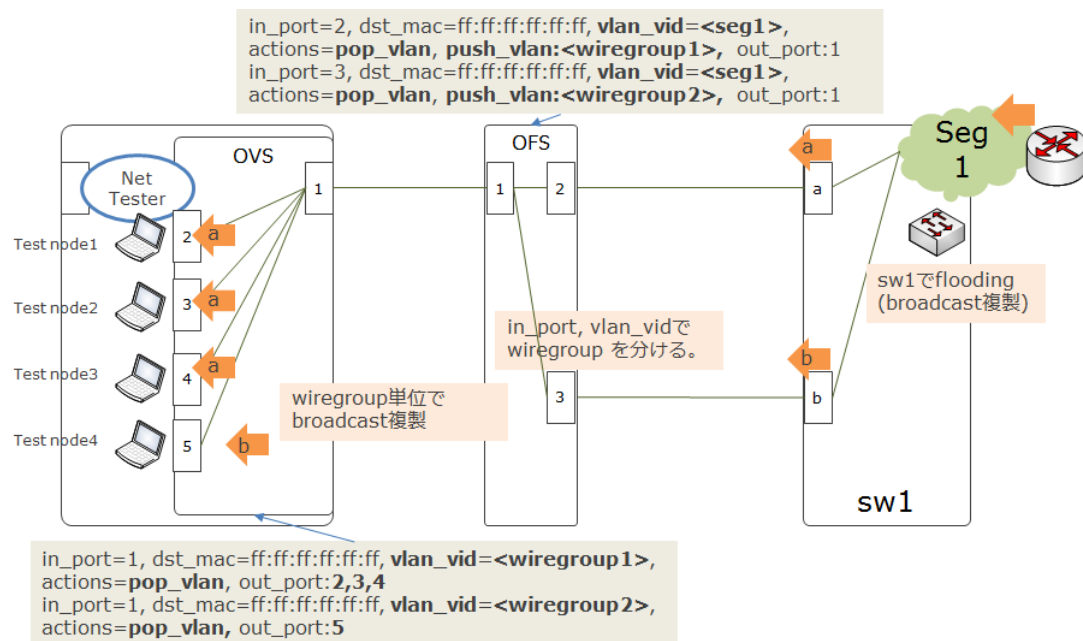 in_port=2, dst_mac=ff:ff:ff:ff:ff:ff, vlan_vid=<seg1>,
actions=pop_vlan, push_vlan:<wiregroup1>, out_port:1
in_port=3, dst_mac=ff:ff:ff:ff:ff:ff, vlan_vid=<seg1>,
actions=pop_vlan, push_vlan:<wiregroup2>, out_port:1
OVS
OFS
Seg
1
Net
Tester
1
1
2
a
a
Test node1
2
a
Test node2
3
a
Test node3
4
a
Test node4
5
b
sw1でflooding
(broadcast複製)
in_port, vlan_vidで
wiregroup を分ける。
wiregroup単位で
broadcast複製
3
b
b
sw1
in_port=1, dst_mac=ff:ff:ff:ff:ff:ff, vlan_vid=<wiregroup1>,
actions=pop_vlan, out_port:2,3,4
in_port=1, dst_mac=ff:ff:ff:ff:ff:ff, vlan_vid=<wiregroup2>,
actions=pop_vlan, out_port:5